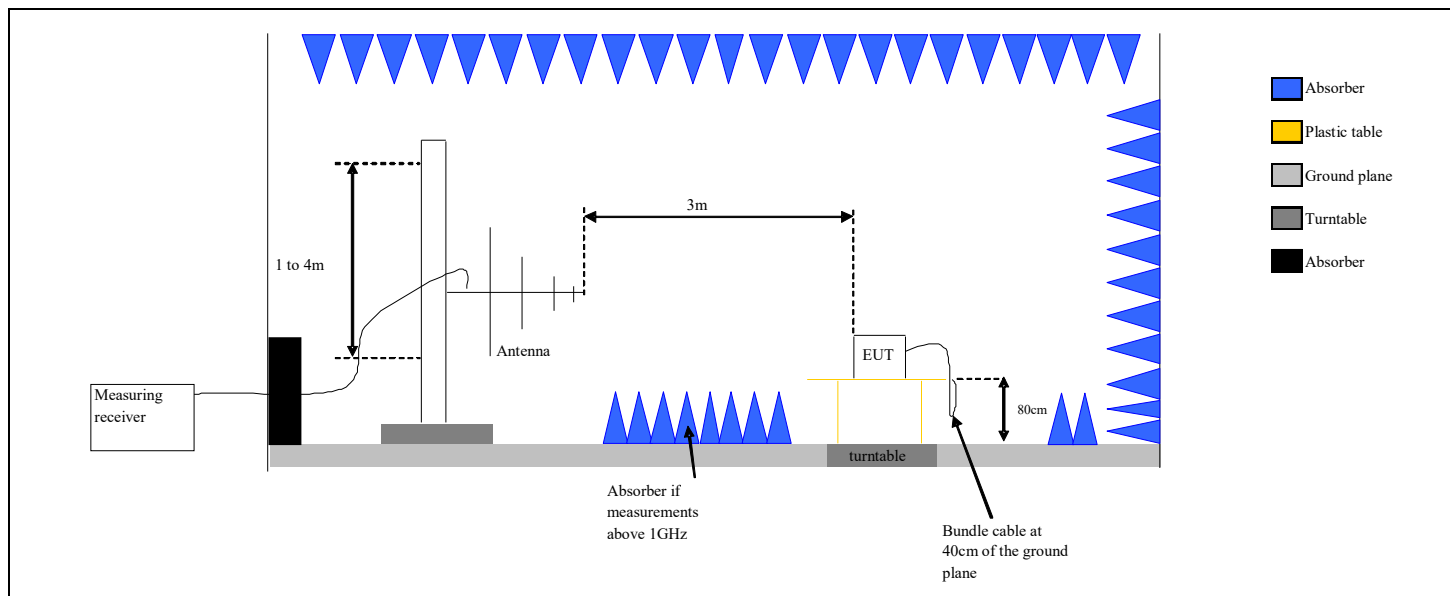 Absorber
Plastic table
Ground plane
Turntable
Absorber
3m
1 to 4m
Antenna
EUT
Measuring
receiver
80cm
turntable
Absorber if
measurements
above 1GHz
Bundle cable at
40cm of the ground
plane